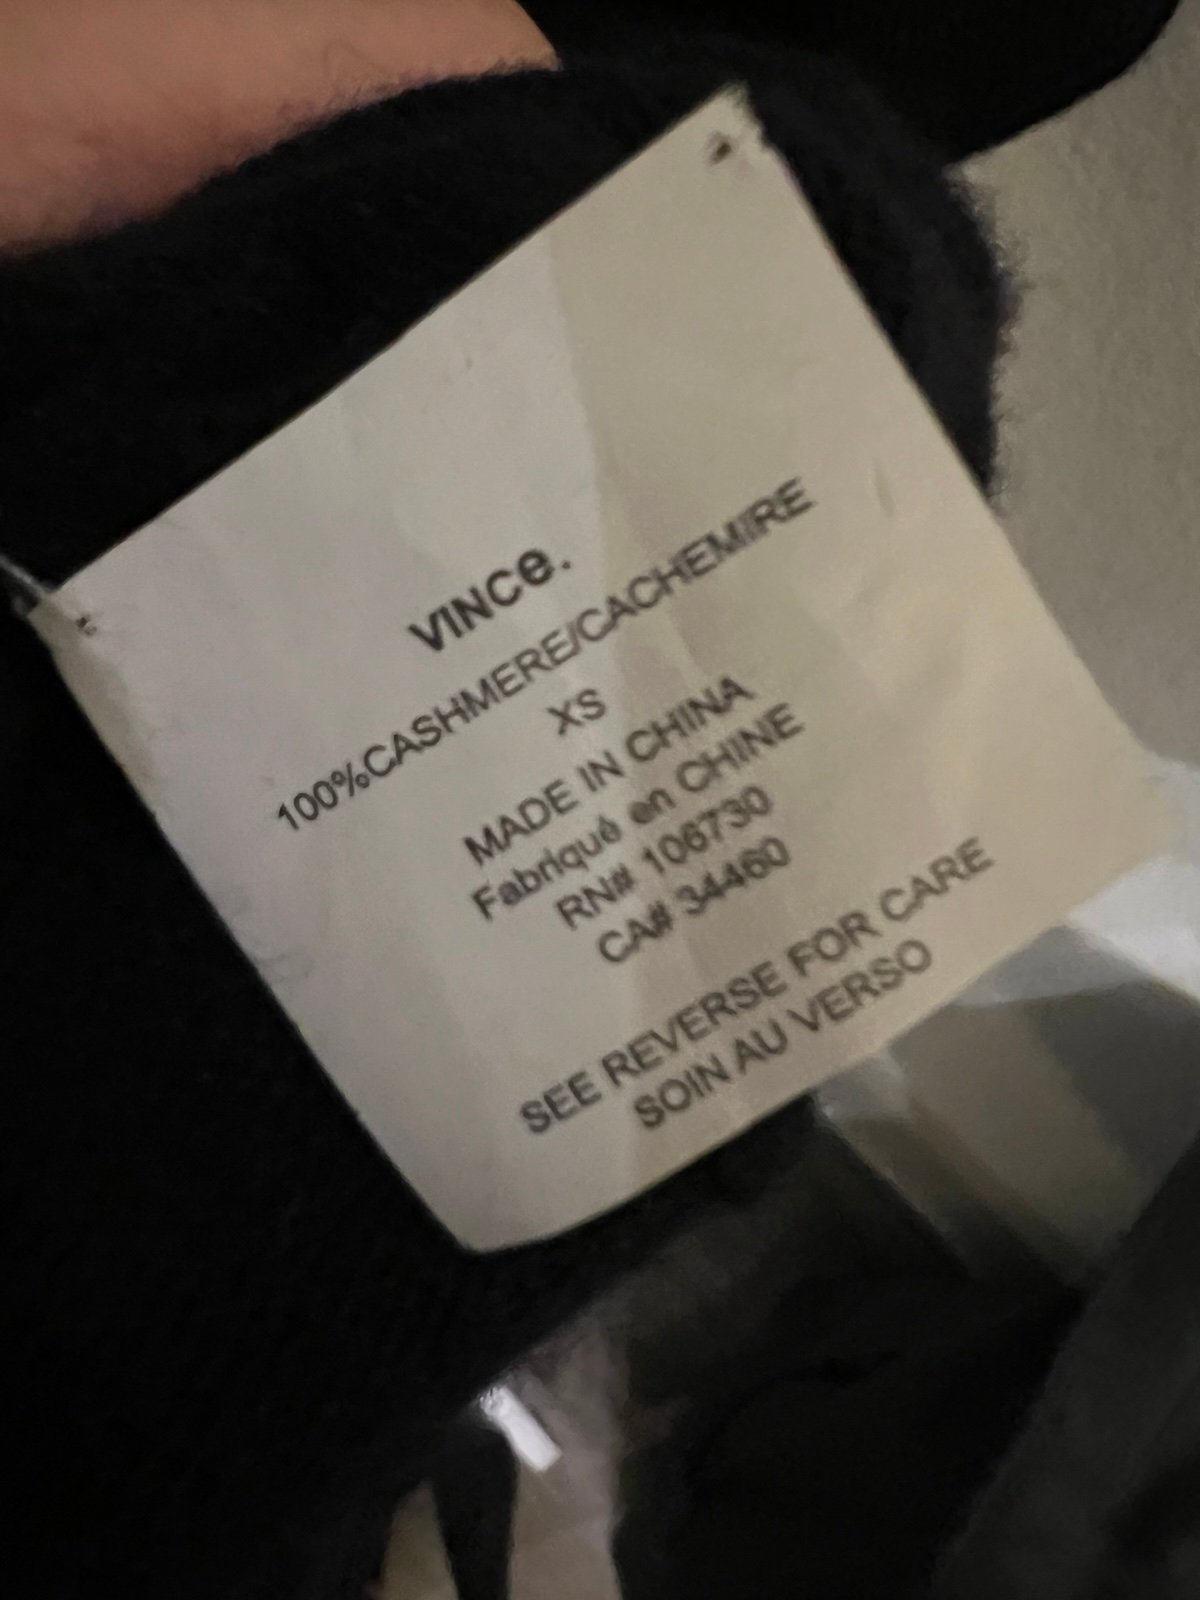 VINCe.
100%CASHMERE/CACHEMIRE
XS
MADE IN CHINA
Fabriqué en CHINE
RN# 106730
CA# 34460
SEE REVERSE FOR CARE
SOIN AU VERSO